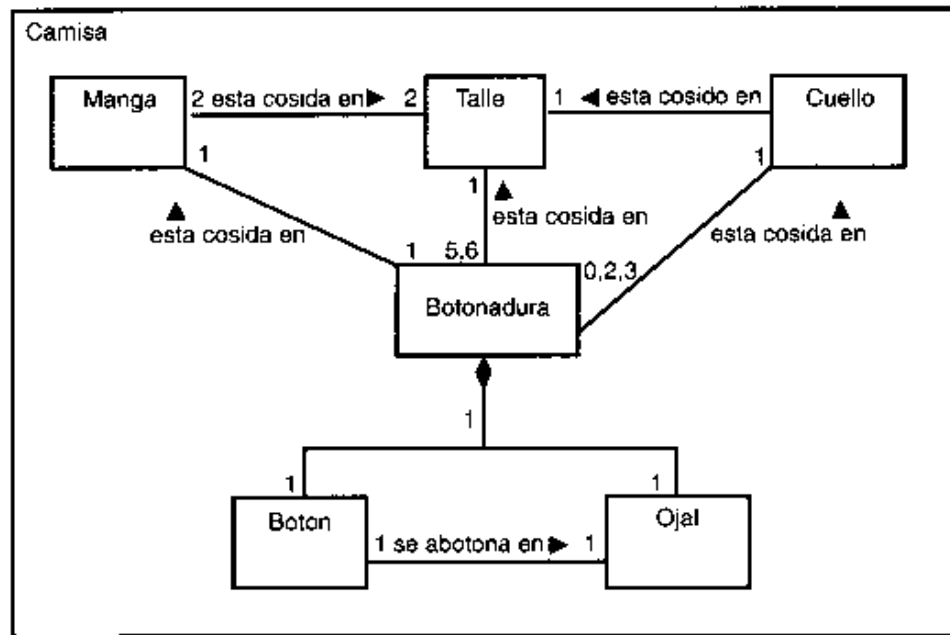 Camisa
Manga
2 esta cosida en ▶ 2
Talle
1 ◀ esta cosido en
Cuello
1
1
1
▲
esta cosida en
▲
esta cosida en
▲
esta cosida en
1
5,6
0,2,3
Botonadura
1
1
1
Boton
1 se abotona en ▶ 1
Ojal